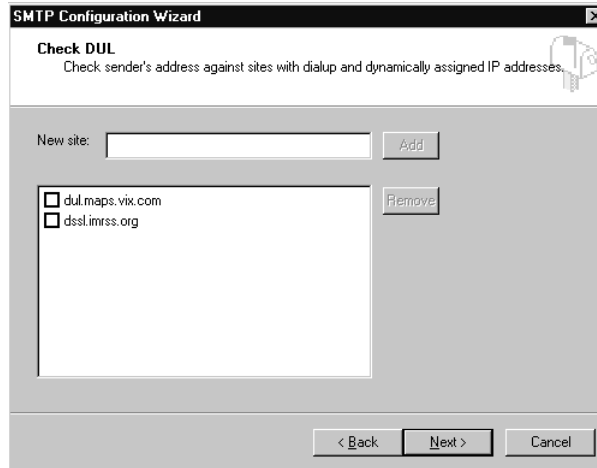 SMTP Configuration Wizard
Check DUL
Check sender's address against sites with dialup and dynamically assigned IP addresses.
New site:
Add
dul.maps.vix.com
Remove
dssl.imrss.org
< Back
Next >
Cancel